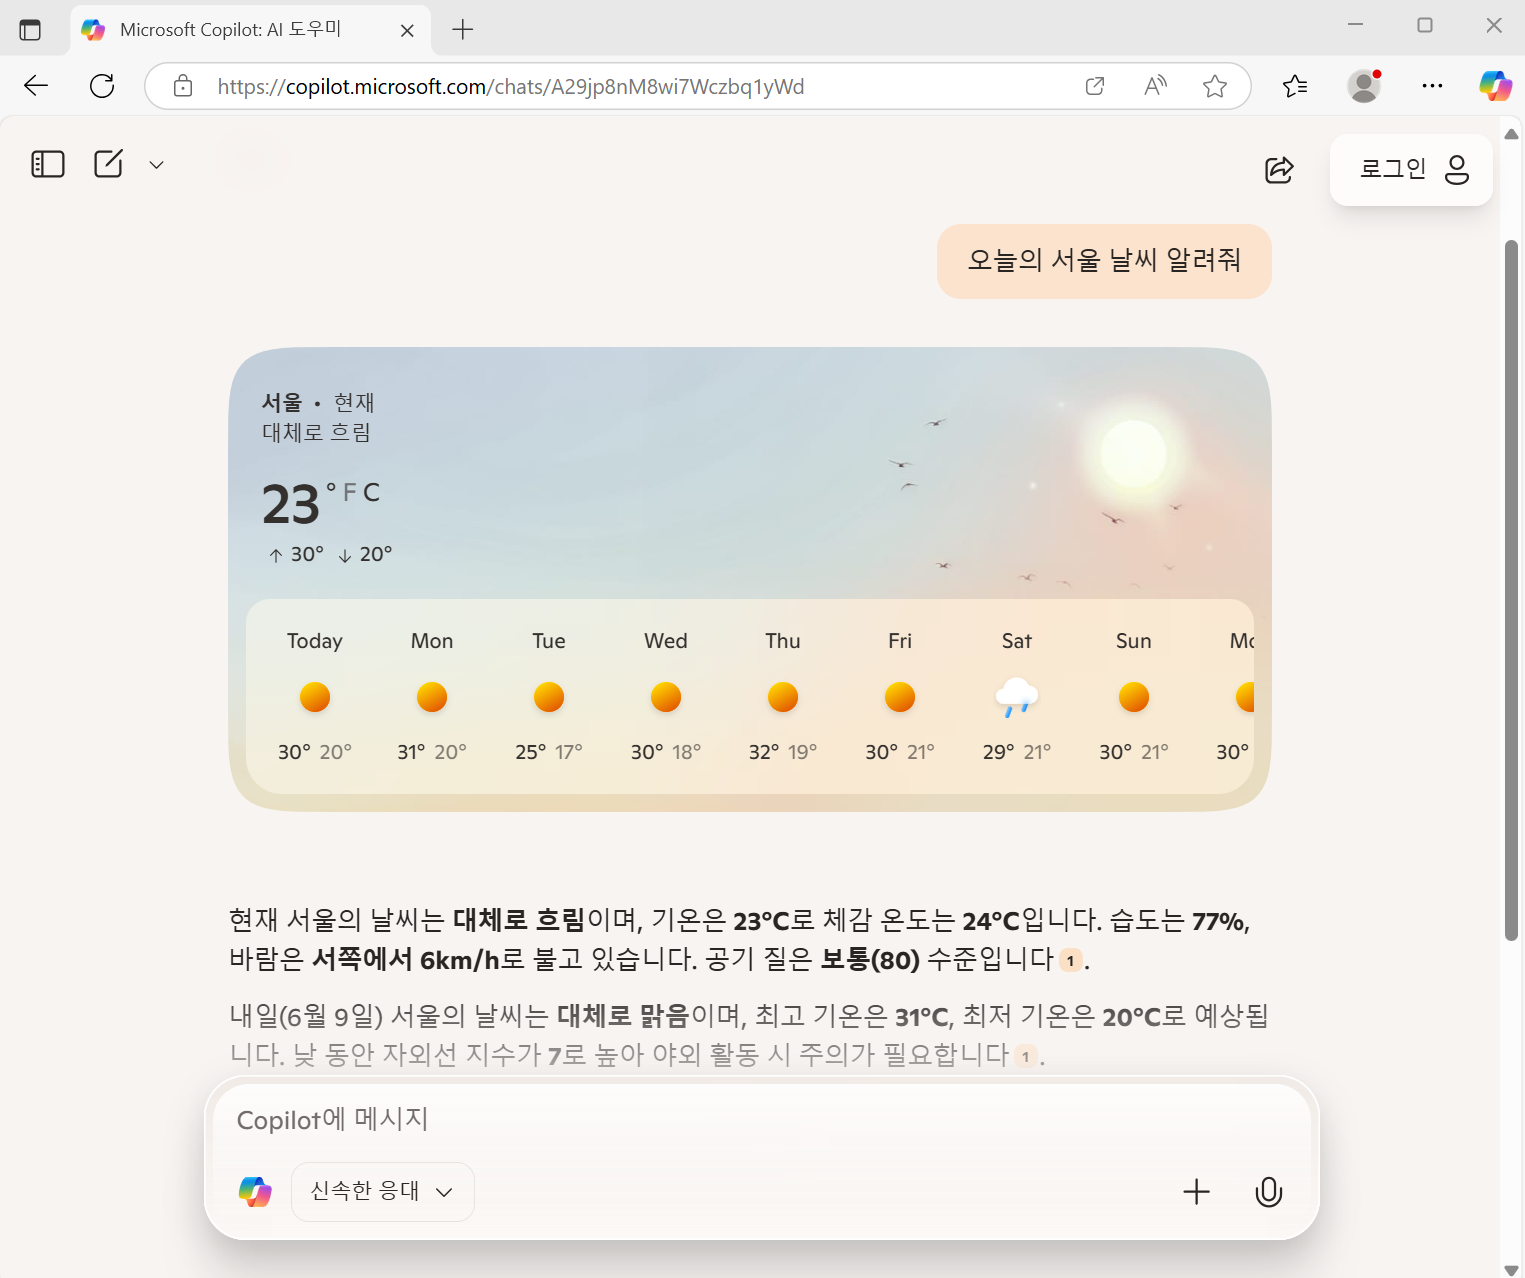 Microsoft Copilot: AI 도우미
https://copilot.microsoft.com/chats/A29jp8nM8wi7Wczbq1yWd
로그인
오늘의 서울 날씨 알려줘
서울 • 현재
대체로 흐림
23° F C
↑ 30° ↓ 20°
Today Mon Tue Wed Thu Fri Sat Sun Mo
30° 20° 31° 20° 25° 17° 30° 18° 32° 19° 30° 21° 29° 21° 30° 21° 30°
현재 서울의 날씨는 대체로 흐림이며, 기온은 23°C로 체감 온도는 24°C입니다. 습도는 77%,
바람은 서쪽에서 6km/h로 불고 있습니다. 공기 질은 보통(80) 수준입니다 1.
내일(6월 9일) 서울의 날씨는 대체로 맑음이며, 최고 기온은 31°C, 최저 기온은 20°C로 예상됩
니다. 낮 동안 자외선 지수가 7로 높아 야외 활동 시 주의가 필요합니다 1.
Copilot에 메시지
신속한 응대